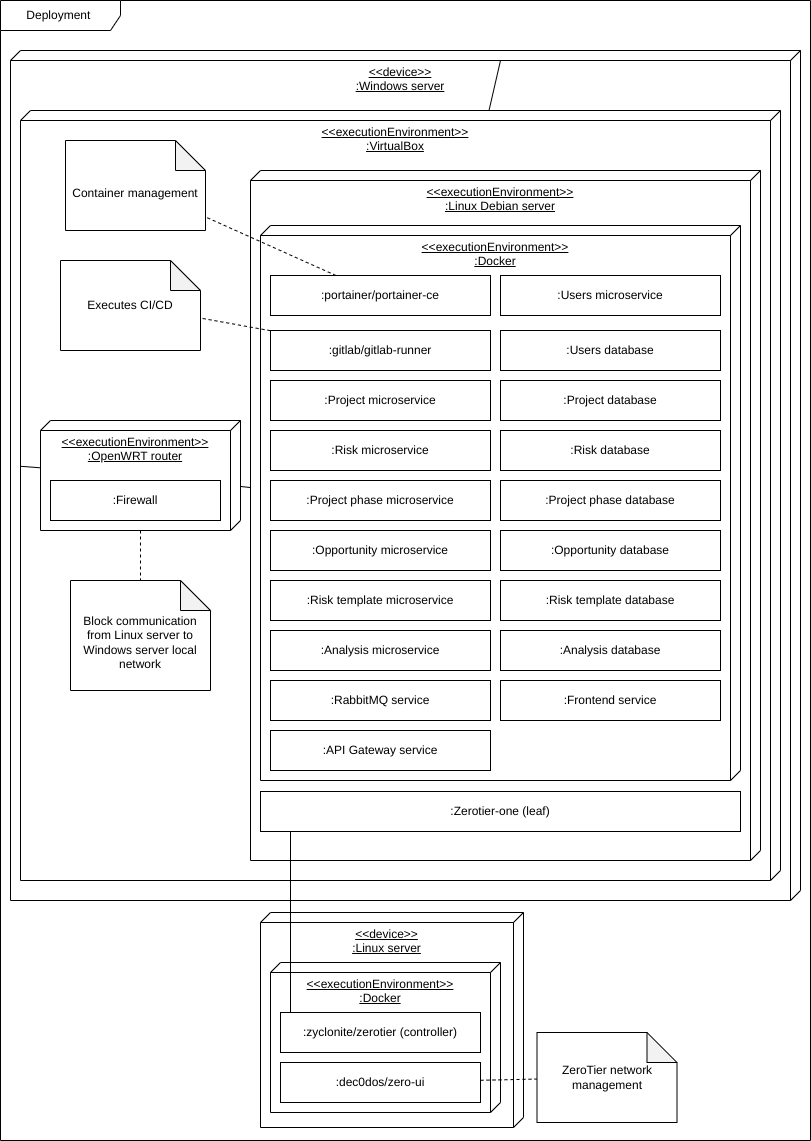 Deployment
<<device>>
:Windows server
<<executionEnvironment>>
:VirtualBox
Container management
<<executionEnvironment>>
:Linux Debian server
<<executionEnvironment>>
:Docker
Executes CI/CD
:portainer/portainer-ce
:Users microservice
:gitlab/gitlab-runner
:Users database
:Project microservice
:Project database
<<executionEnvironment>>
:OpenWRT router
:Firewall
:Risk microservice
:Risk database
:Project phase microservice
:Project phase database
:Opportunity microservice
:Opportunity database
Block communication
from Linux server to
Windows server local
network
:Risk template microservice
:Risk template database
:Analysis microservice
:Analysis database
:RabbitMQ service
:Frontend service
:API Gateway service
:Zerotier-one (leaf)
<<device>>
:Linux server
<<executionEnvironment>>
:Docker
:zyclonite/zerotier (controller)
:dec0dos/zero-ui
ZeroTier network
management